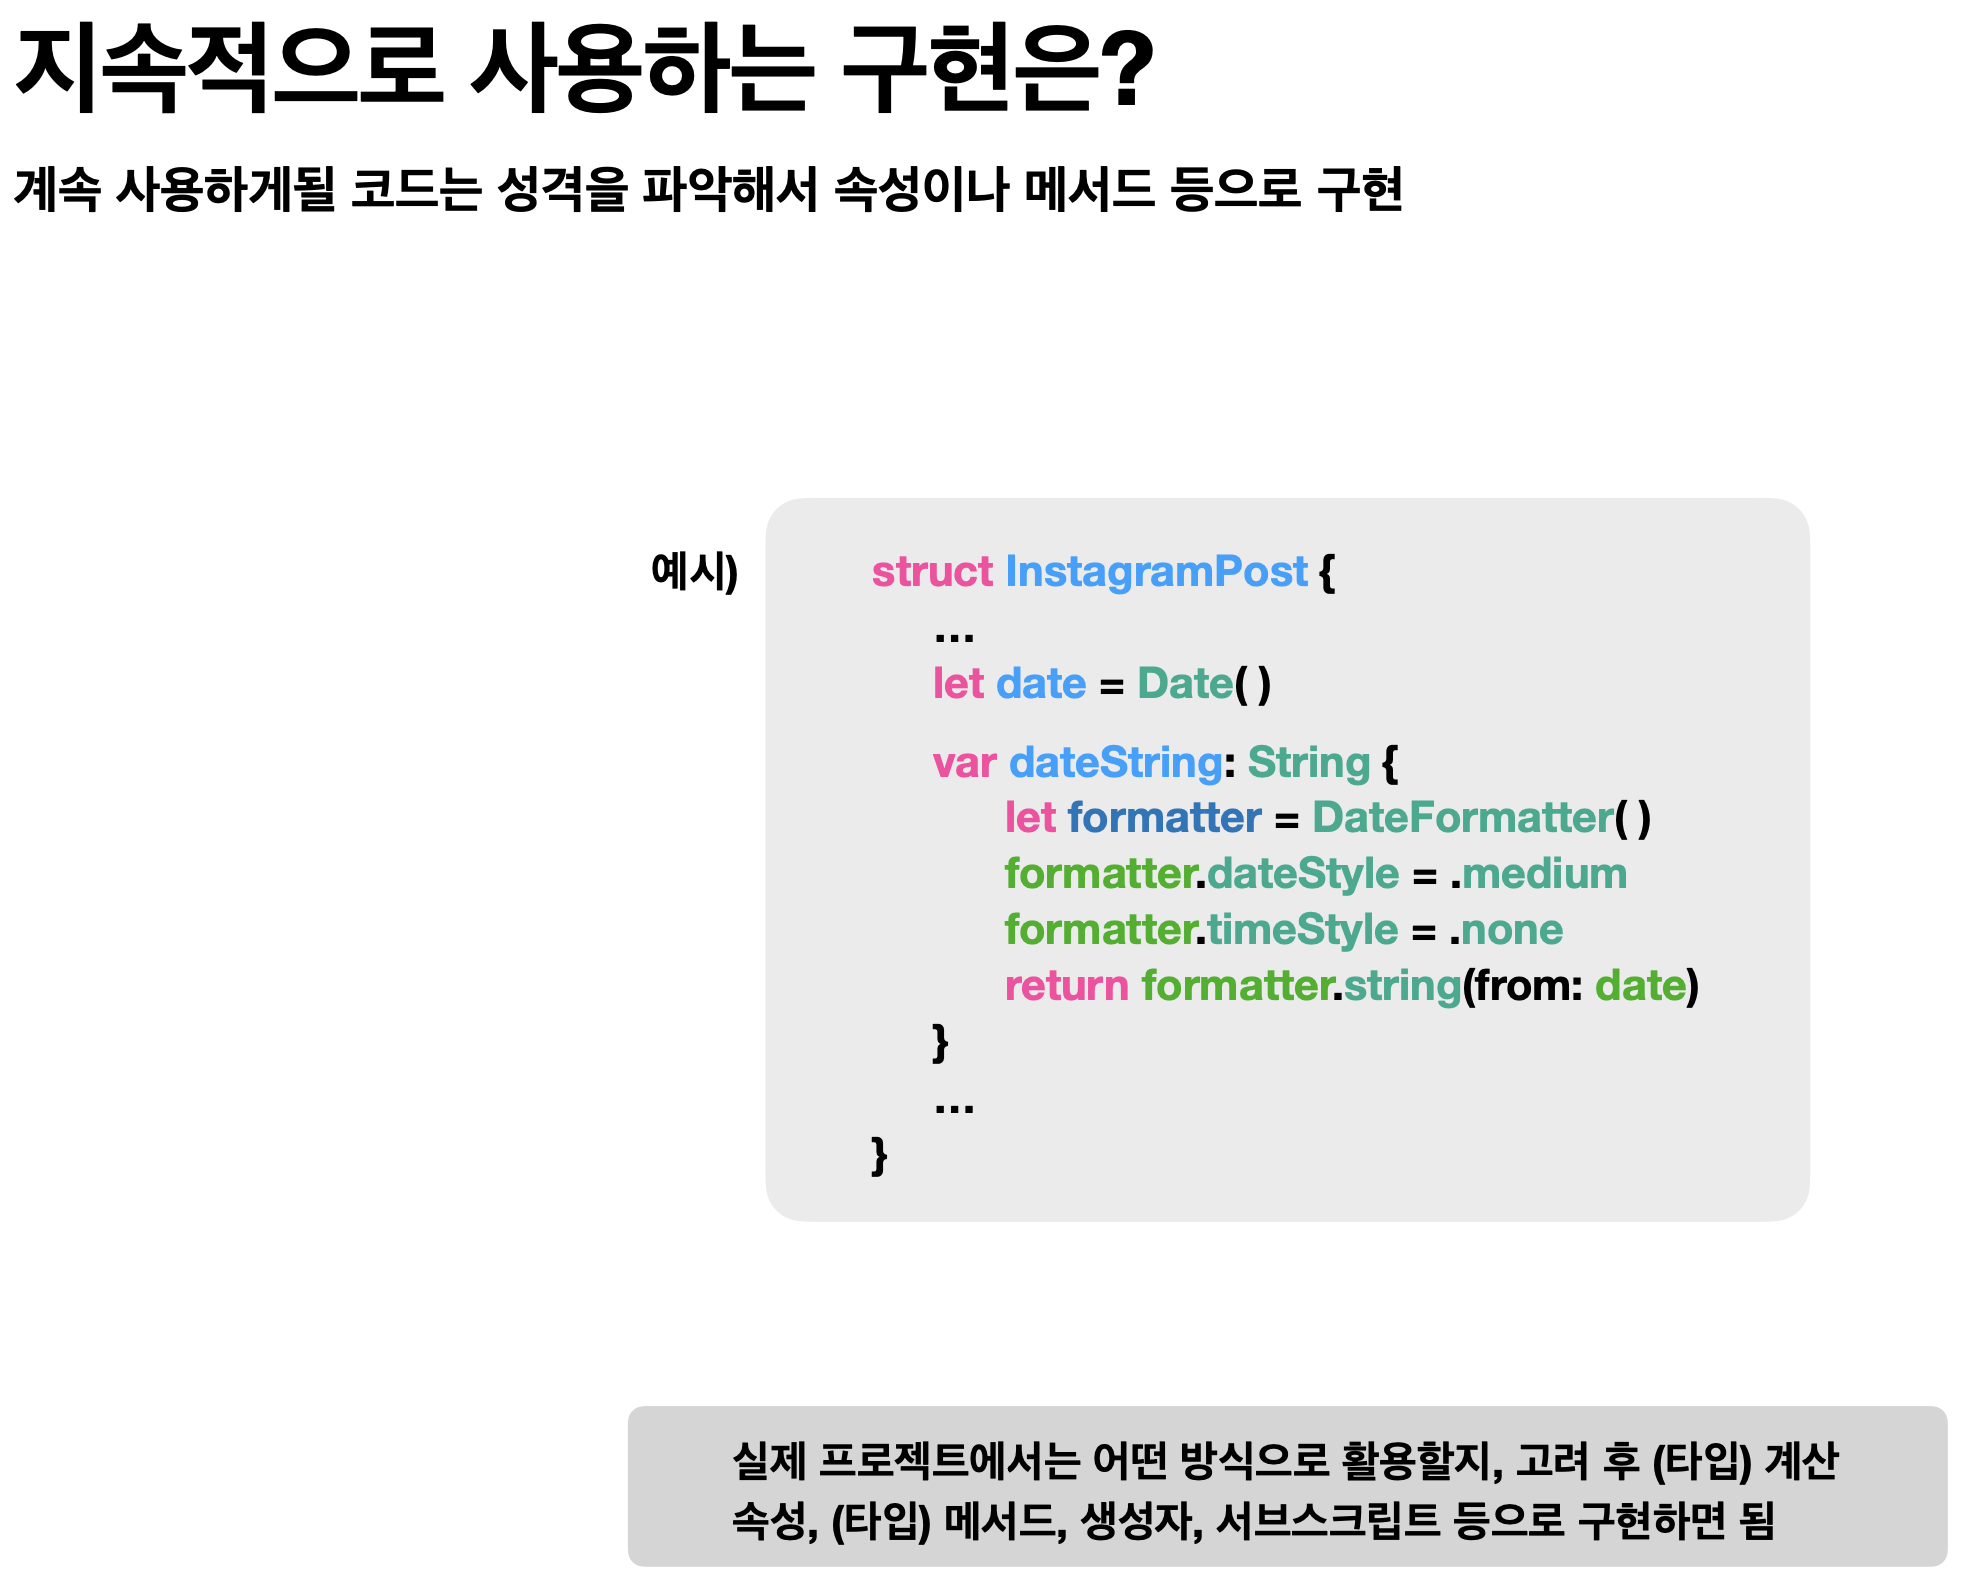 지속적으로 사용하는 구현은?
계속 사용하게될 코드는 성격을 파악해서 속성이나 메서드 등으로 구현
예시)
struct InstagramPost {
...
let date = Date( )
var dateString: String {
let formatter = DateFormatter( )
formatter.dateStyle = .medium
formatter.timeStyle = .none
return formatter.string(from: date)
}
...
}
실제 프로젝트에서는 어떤 방식으로 활용할지, 고려 후 (타입) 계산
속성, (타입) 메서드, 생성자, 서브스크립트 등으로 구현하면 됨